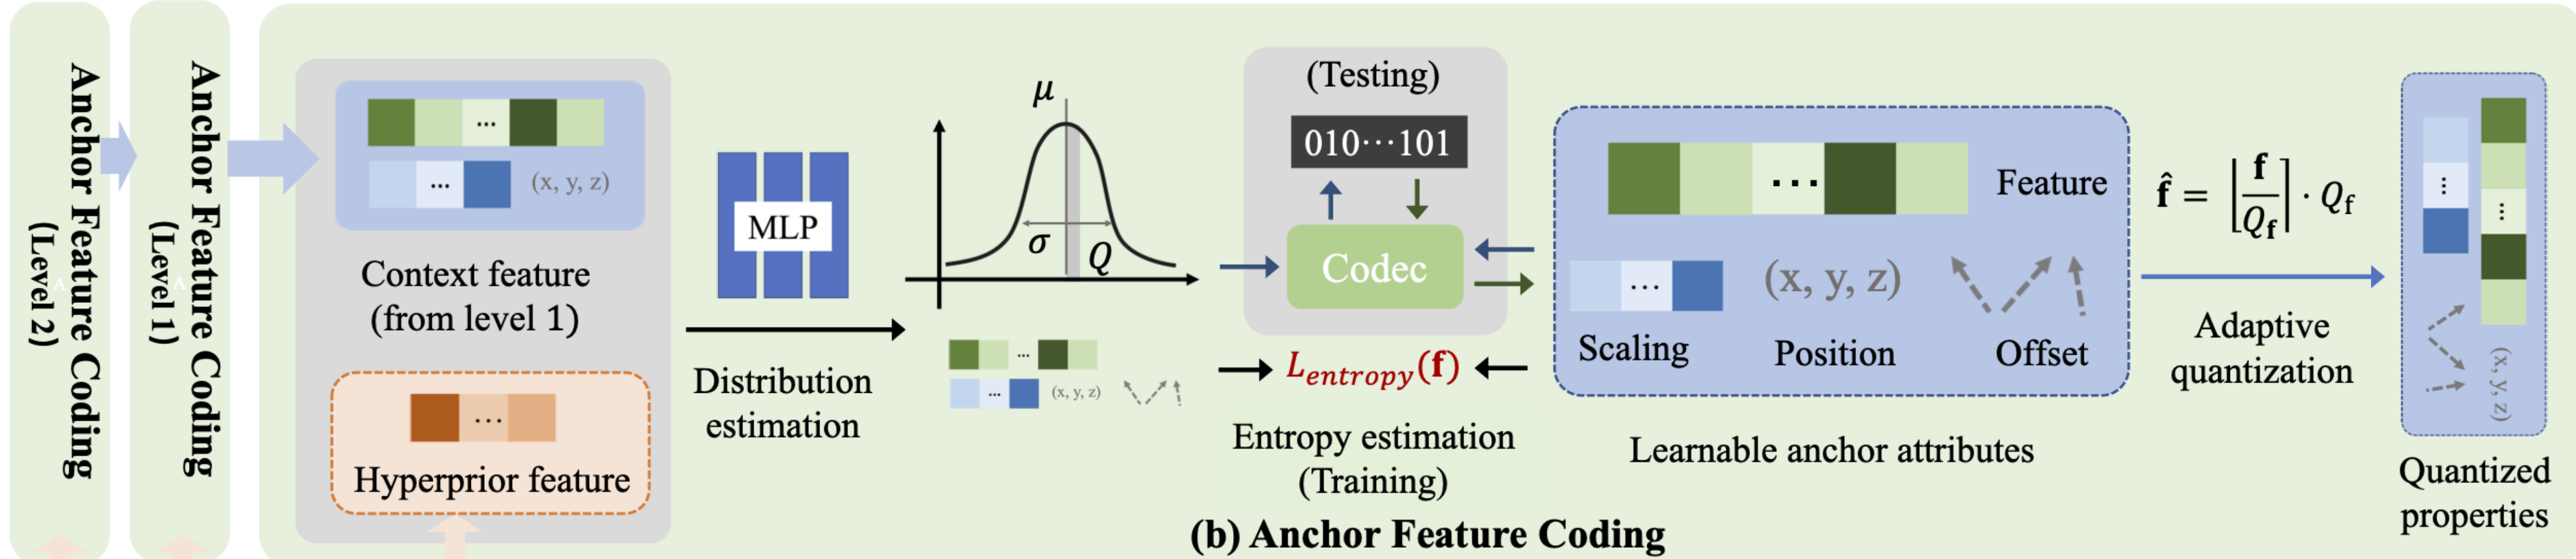 Anchor Feature Coding
(Level 2)
Anchor Feature Coding
(Level 1)
...
... (x, y, z)
Context feature
(from level 1)
...
Hyperprior feature
MLP
Distribution
estimation
μ
σ
Q
...
... (x, y, z)
(Testing)
010···101
Codec
L_entropy(f)
Entropy estimation
(Training)
... Feature
... (x, y, z)
Scaling Position Offset
Learnable anchor attributes
f̂ = ⌊f/Q_f⌉ · Q_f
Adaptive
quantization
...
...
(x, y, z)
Quantized
properties
(b) Anchor Feature Coding